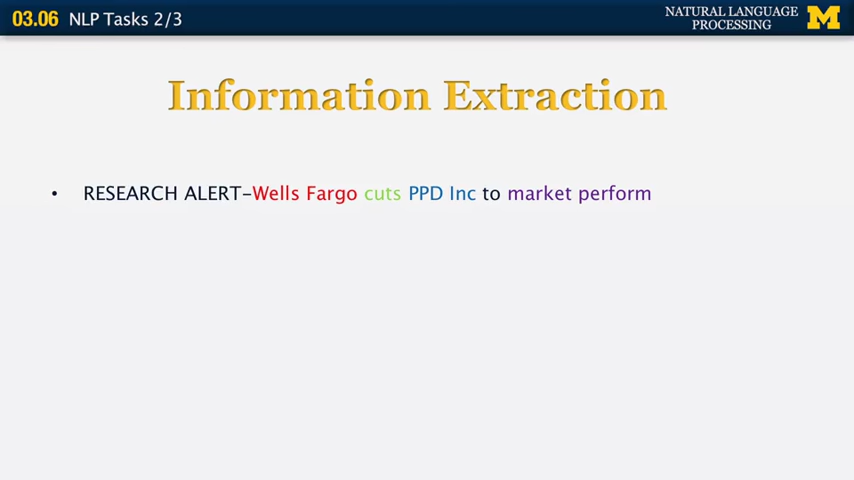 03.06 NLP Tasks 2/3
NATURAL LANGUAGE
PROCESSING
M
Information Extraction
• RESEARCH ALERT-Wells Fargo cuts PPD Inc to market perform